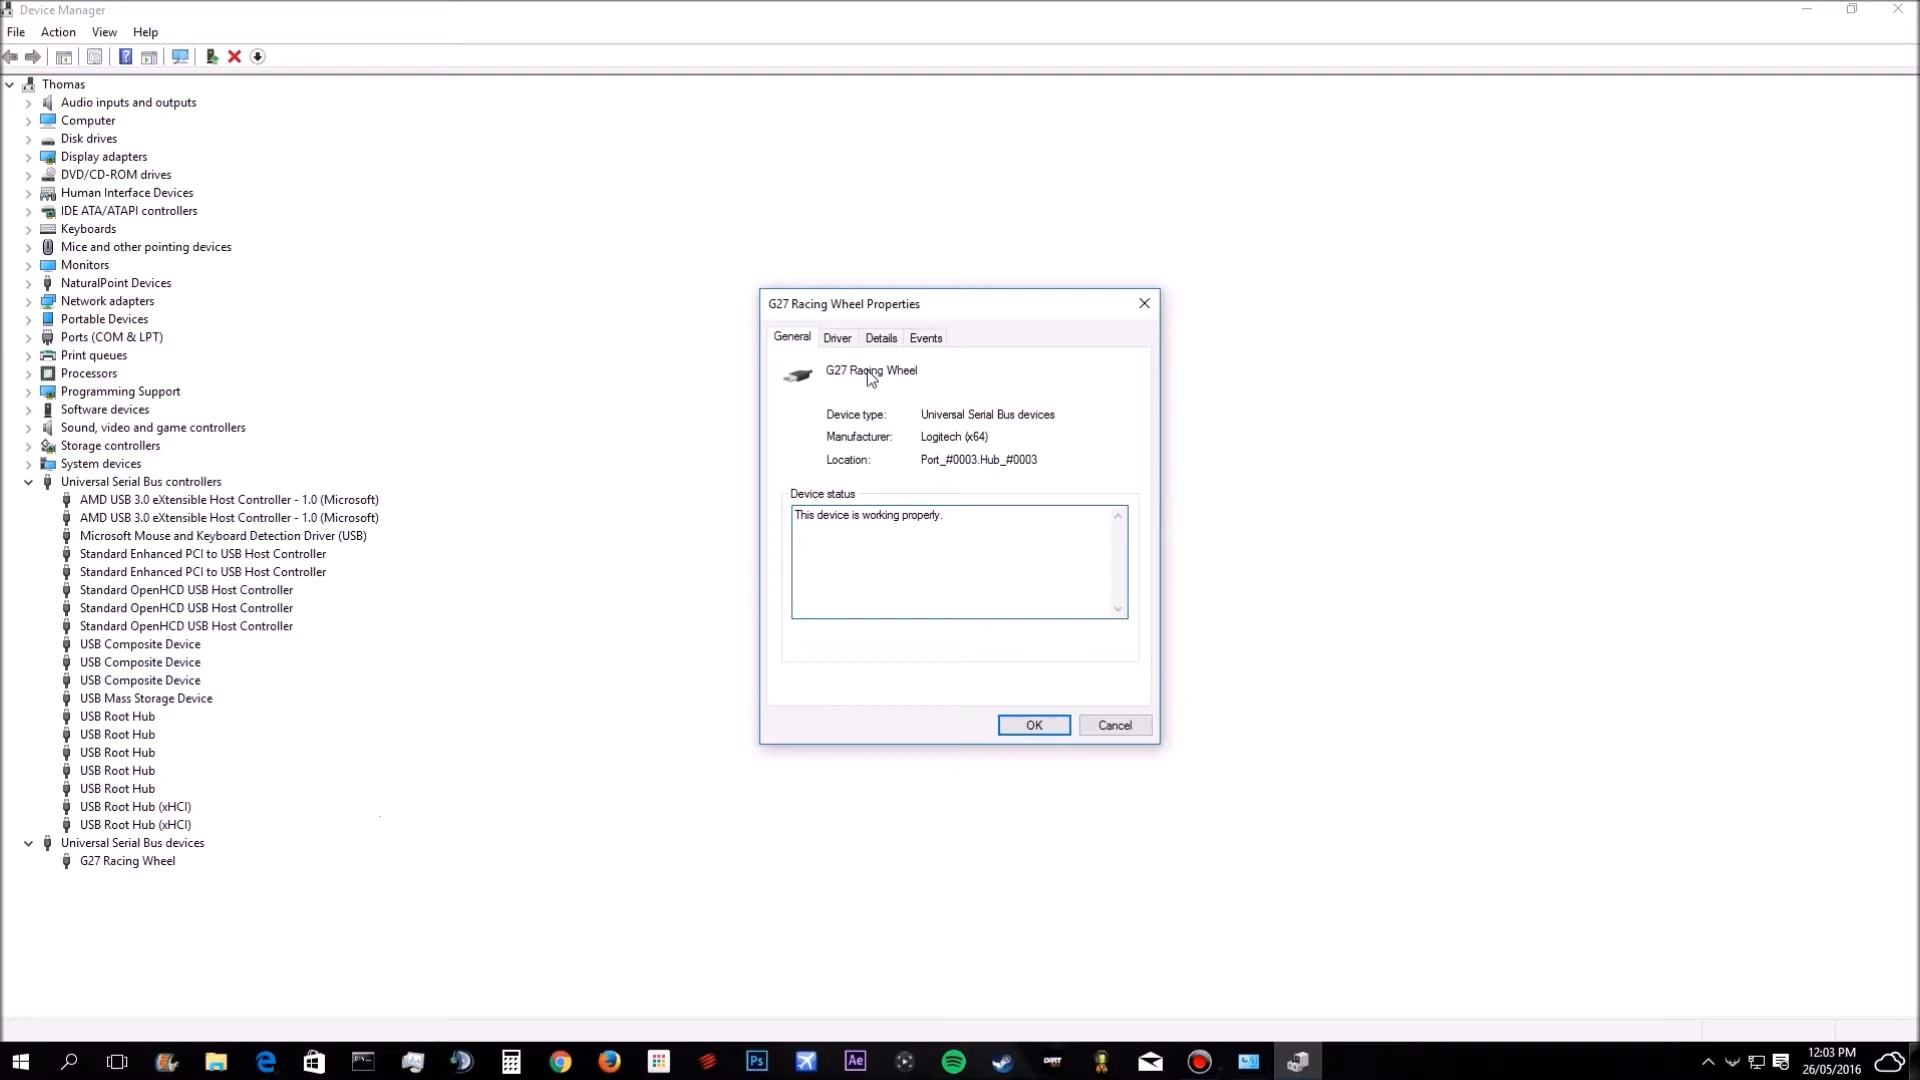 Device Manager
File Action View Help
Thomas
Audio inputs and outputs
Computer
Disk drives
Display adapters
DVD/CD-ROM drives
Human Interface Devices
IDE ATA/ATAPI controllers
Keyboards
Mice and other pointing devices
Monitors
NaturalPoint Devices
Network adapters
Portable Devices
Ports (COM & LPT)
Print queues
Processors
Programming Support
Software devices
Sound, video and game controllers
Storage controllers
System devices
Universal Serial Bus controllers
AMD USB 3.0 eXtensible Host Controller - 1.0 (Microsoft)
AMD USB 3.0 eXtensible Host Controller - 1.0 (Microsoft)
Microsoft Mouse and Keyboard Detection Driver (USB)
Standard Enhanced PCI to USB Host Controller
Standard Enhanced PCI to USB Host Controller
Standard OpenHCD USB Host Controller
Standard OpenHCD USB Host Controller
Standard OpenHCD USB Host Controller
USB Composite Device
USB Composite Device
USB Composite Device
USB Mass Storage Device
USB Root Hub
USB Root Hub
USB Root Hub
USB Root Hub
USB Root Hub
USB Root Hub (xHCI)
USB Root Hub (xHCI)
Universal Serial Bus devices
G27 Racing Wheel
G27 Racing Wheel Properties
General Driver Details Events
G27 Racing Wheel
Device type: Universal Serial Bus devices
Manufacturer: Logitech (x64)
Location: Port_#0003.Hub_#0003
Device status
This device is working properly.
OK Cancel
Ps
Ae
DiRT
12:03 PM
26/05/2016